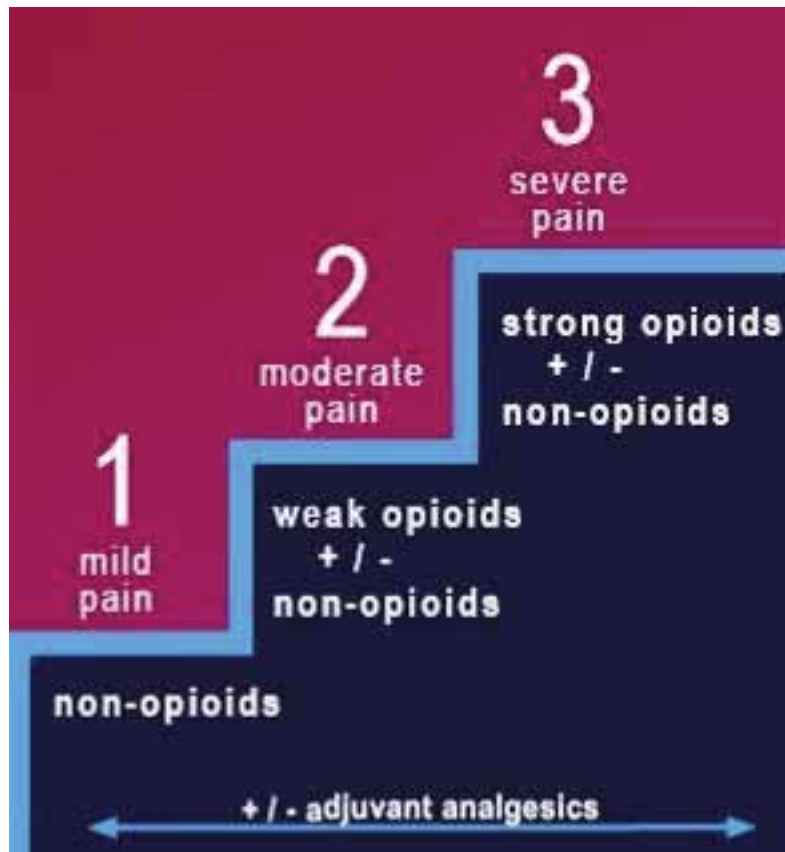 3
severe
pain
2
moderate
pain
strong opioids
+ / -
non-opioids
1
mild
pain
weak opioids
+ / -
non-opioids
non-opioids
+ / - adjuvant analgesics